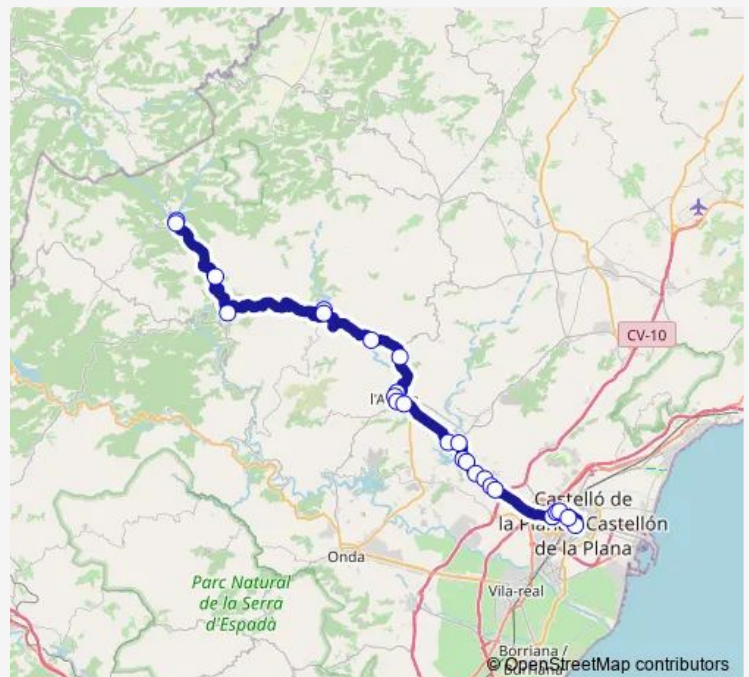 CV-10
l'A
Castelló de
la Plana / Castellón
de la Plana
Onda
Vila-real
Parc Natural
de la Serra
d'Espadà
Borriana /
Burriana
© OpenStreetMap contributors